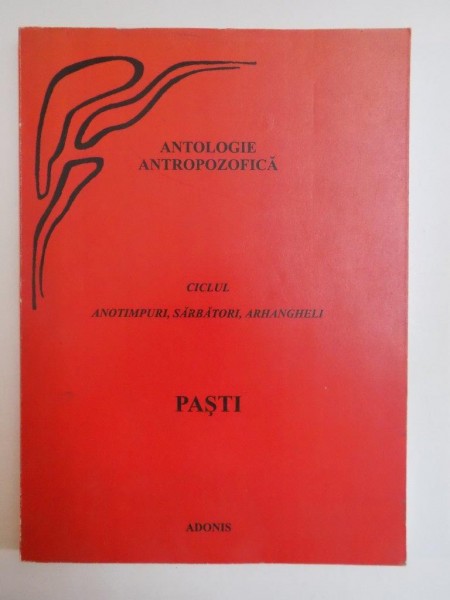 ANTOLOGIE
ANTROPOZOFICĂ
CICLUL
ANOTIMPURI, SĂRBĂTORI, ARHANGHELI
PAŞTI
ADONIS